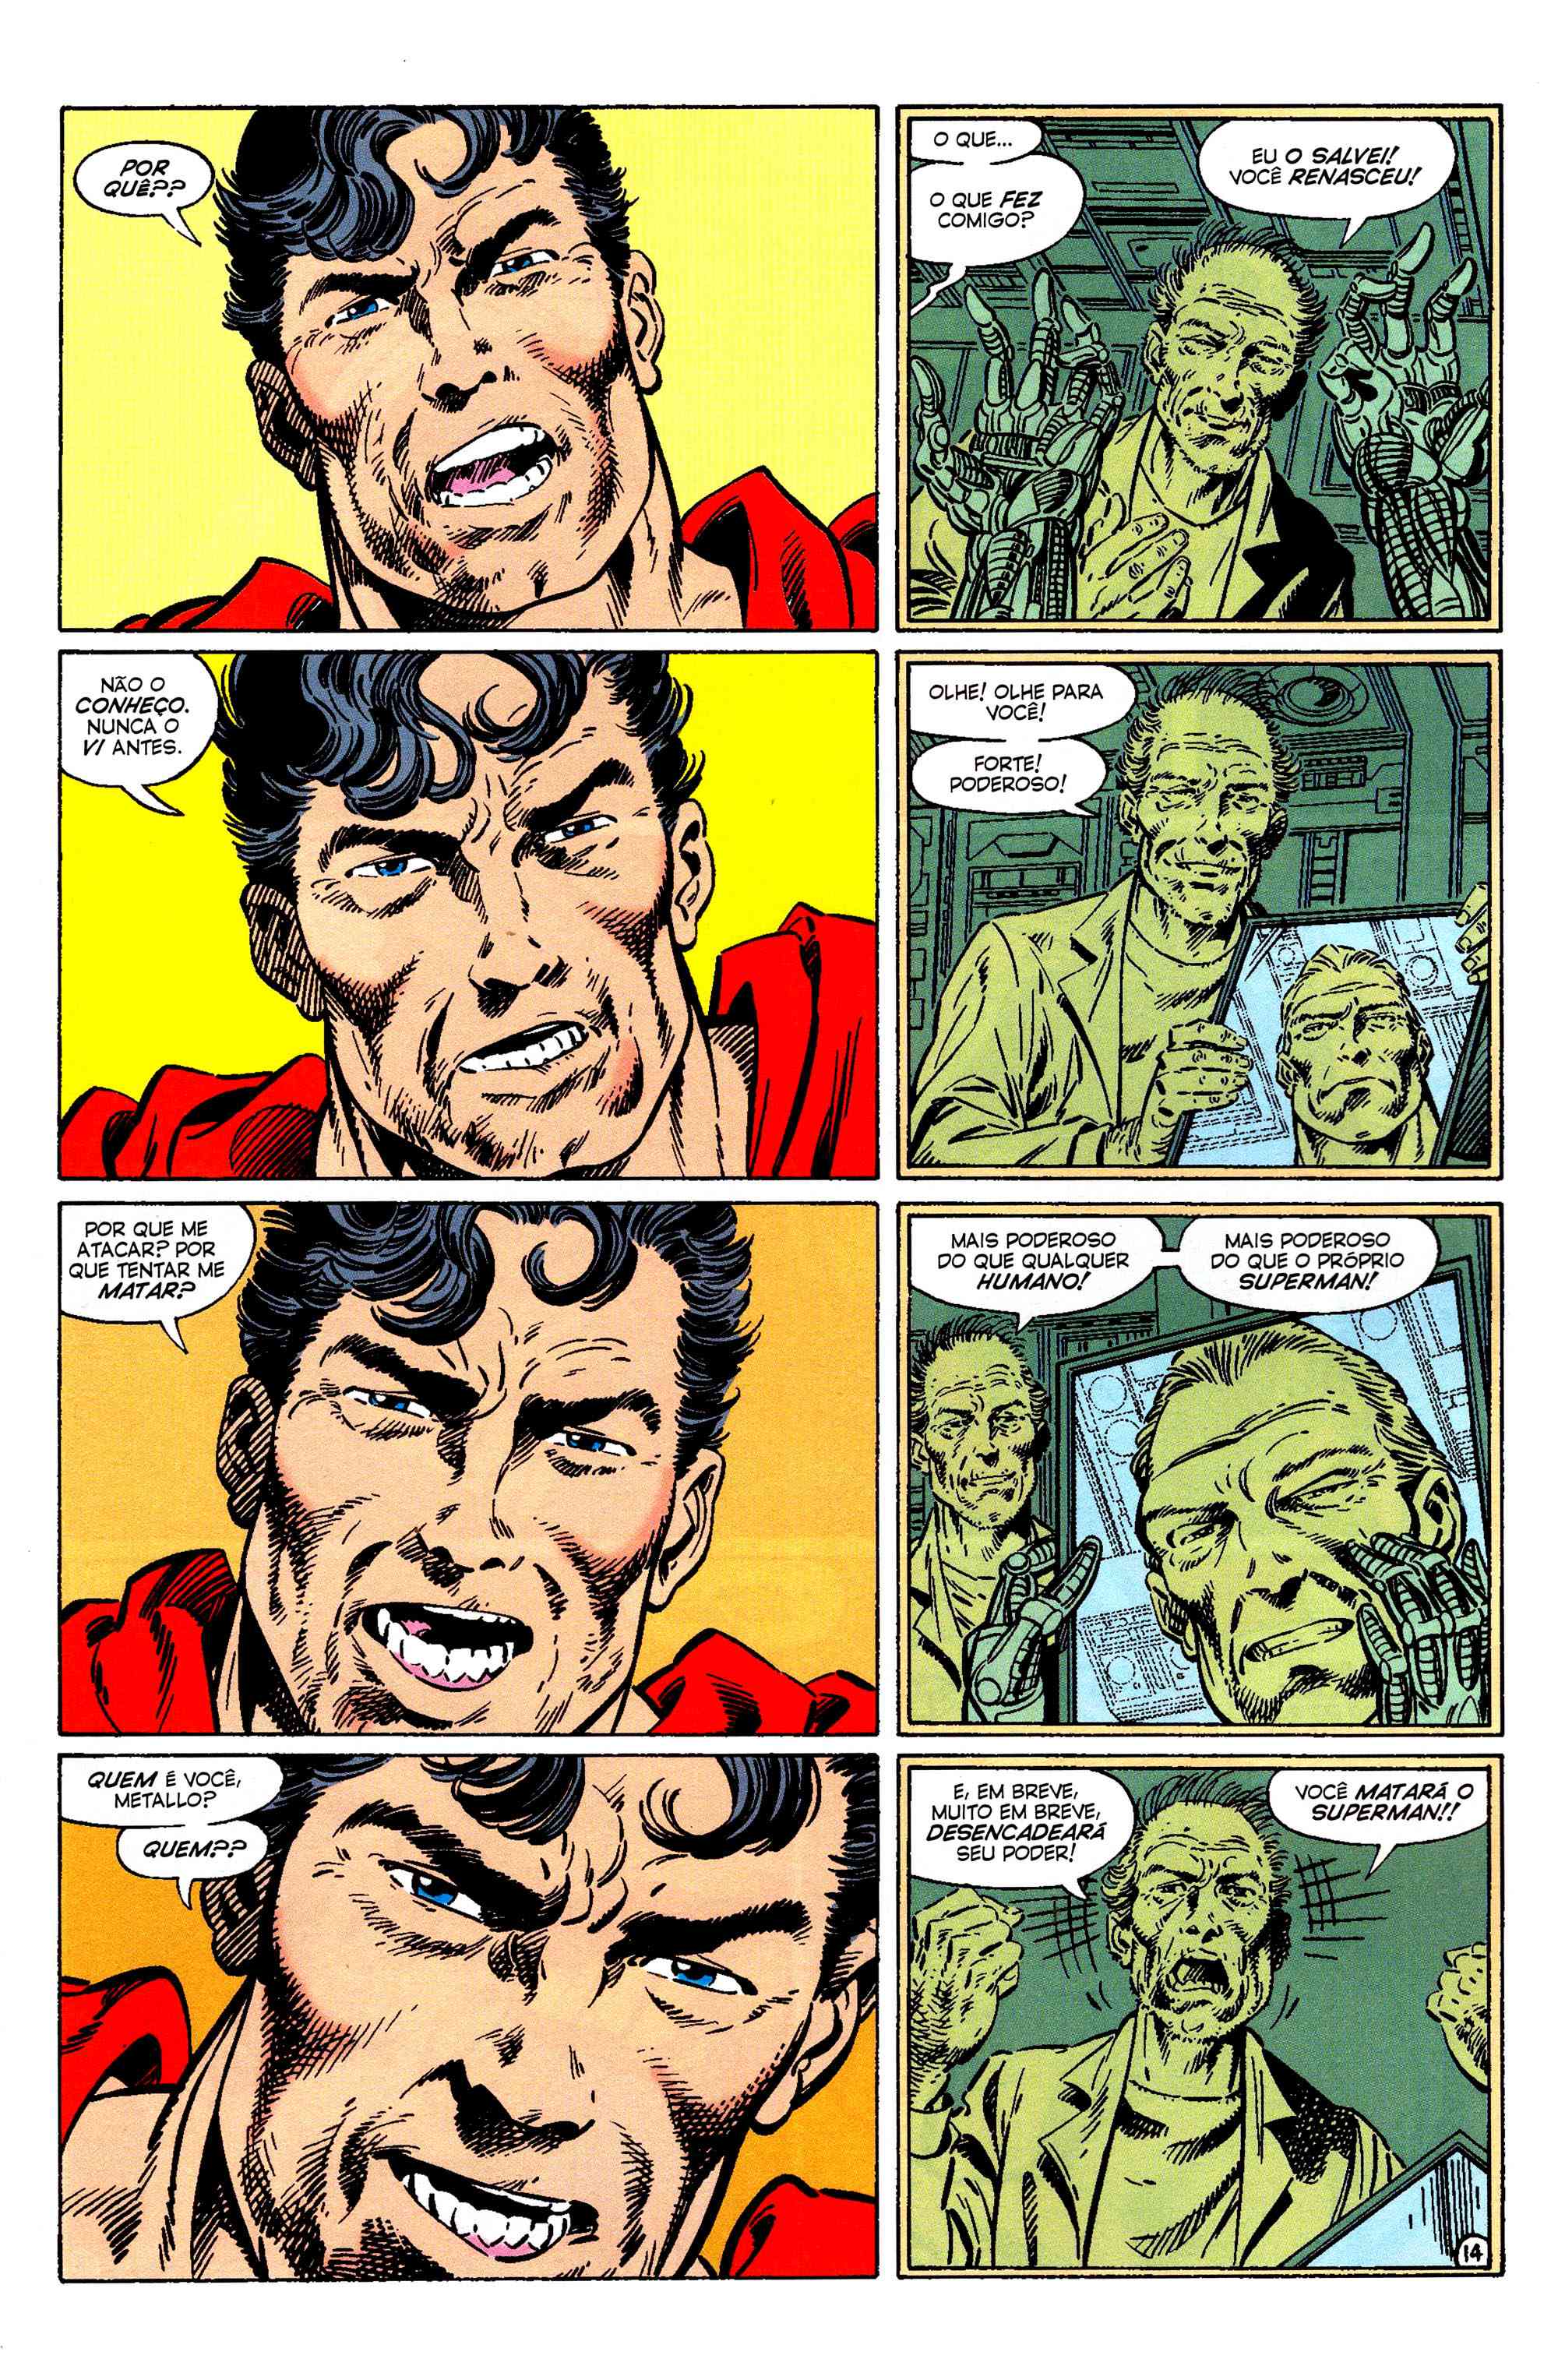 POR
QUÊ??
O QUE...
O QUE FEZ
COMIGO?
EU O SALVEI!
VOCÊ RENASCEU!
NÃO O
CONHEÇO.
NUNCA O
VI ANTES.
OLHE! OLHE PARA
VOCÊ!
FORTE!
PODEROSO!
POR QUE ME
ATACAR? POR
QUE TENTAR ME
MATAR?
MAIS PODEROSO
DO QUE QUALQUER
HUMANO!
MAIS PODEROSO
DO QUE O PRÓPRIO
SUPERMAN!
QUEM É VOCÊ,
METALLO?
QUEM??
E, EM BREVE,
MUITO EM BREVE,
DESENCADEARÁ
SEU PODER!
VOCÊ MATARÁ O
SUPERMAN!!
14